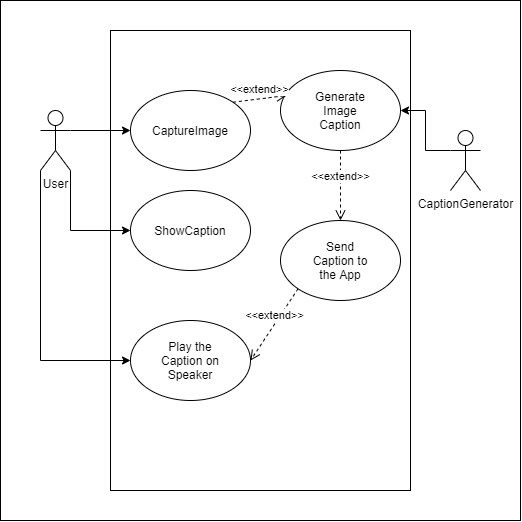 <<extend>>
Generate
Image
Caption
CaptureImage
User
<<extend>>
CaptionGenerator
ShowCaption
Send
Caption to
the App
<<extend>>
Play the
Caption on
Speaker